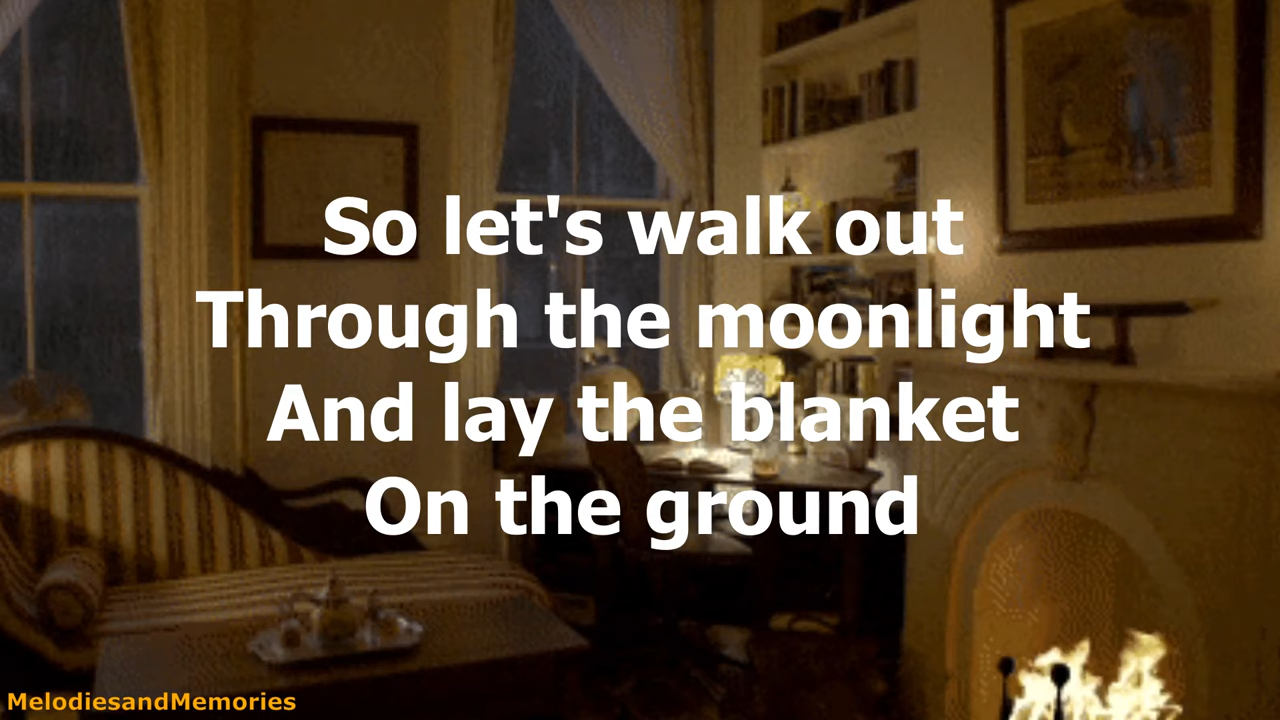 So let's walk out
Through the moonlight
And lay the blanket
On the ground
MelodiesandMemories